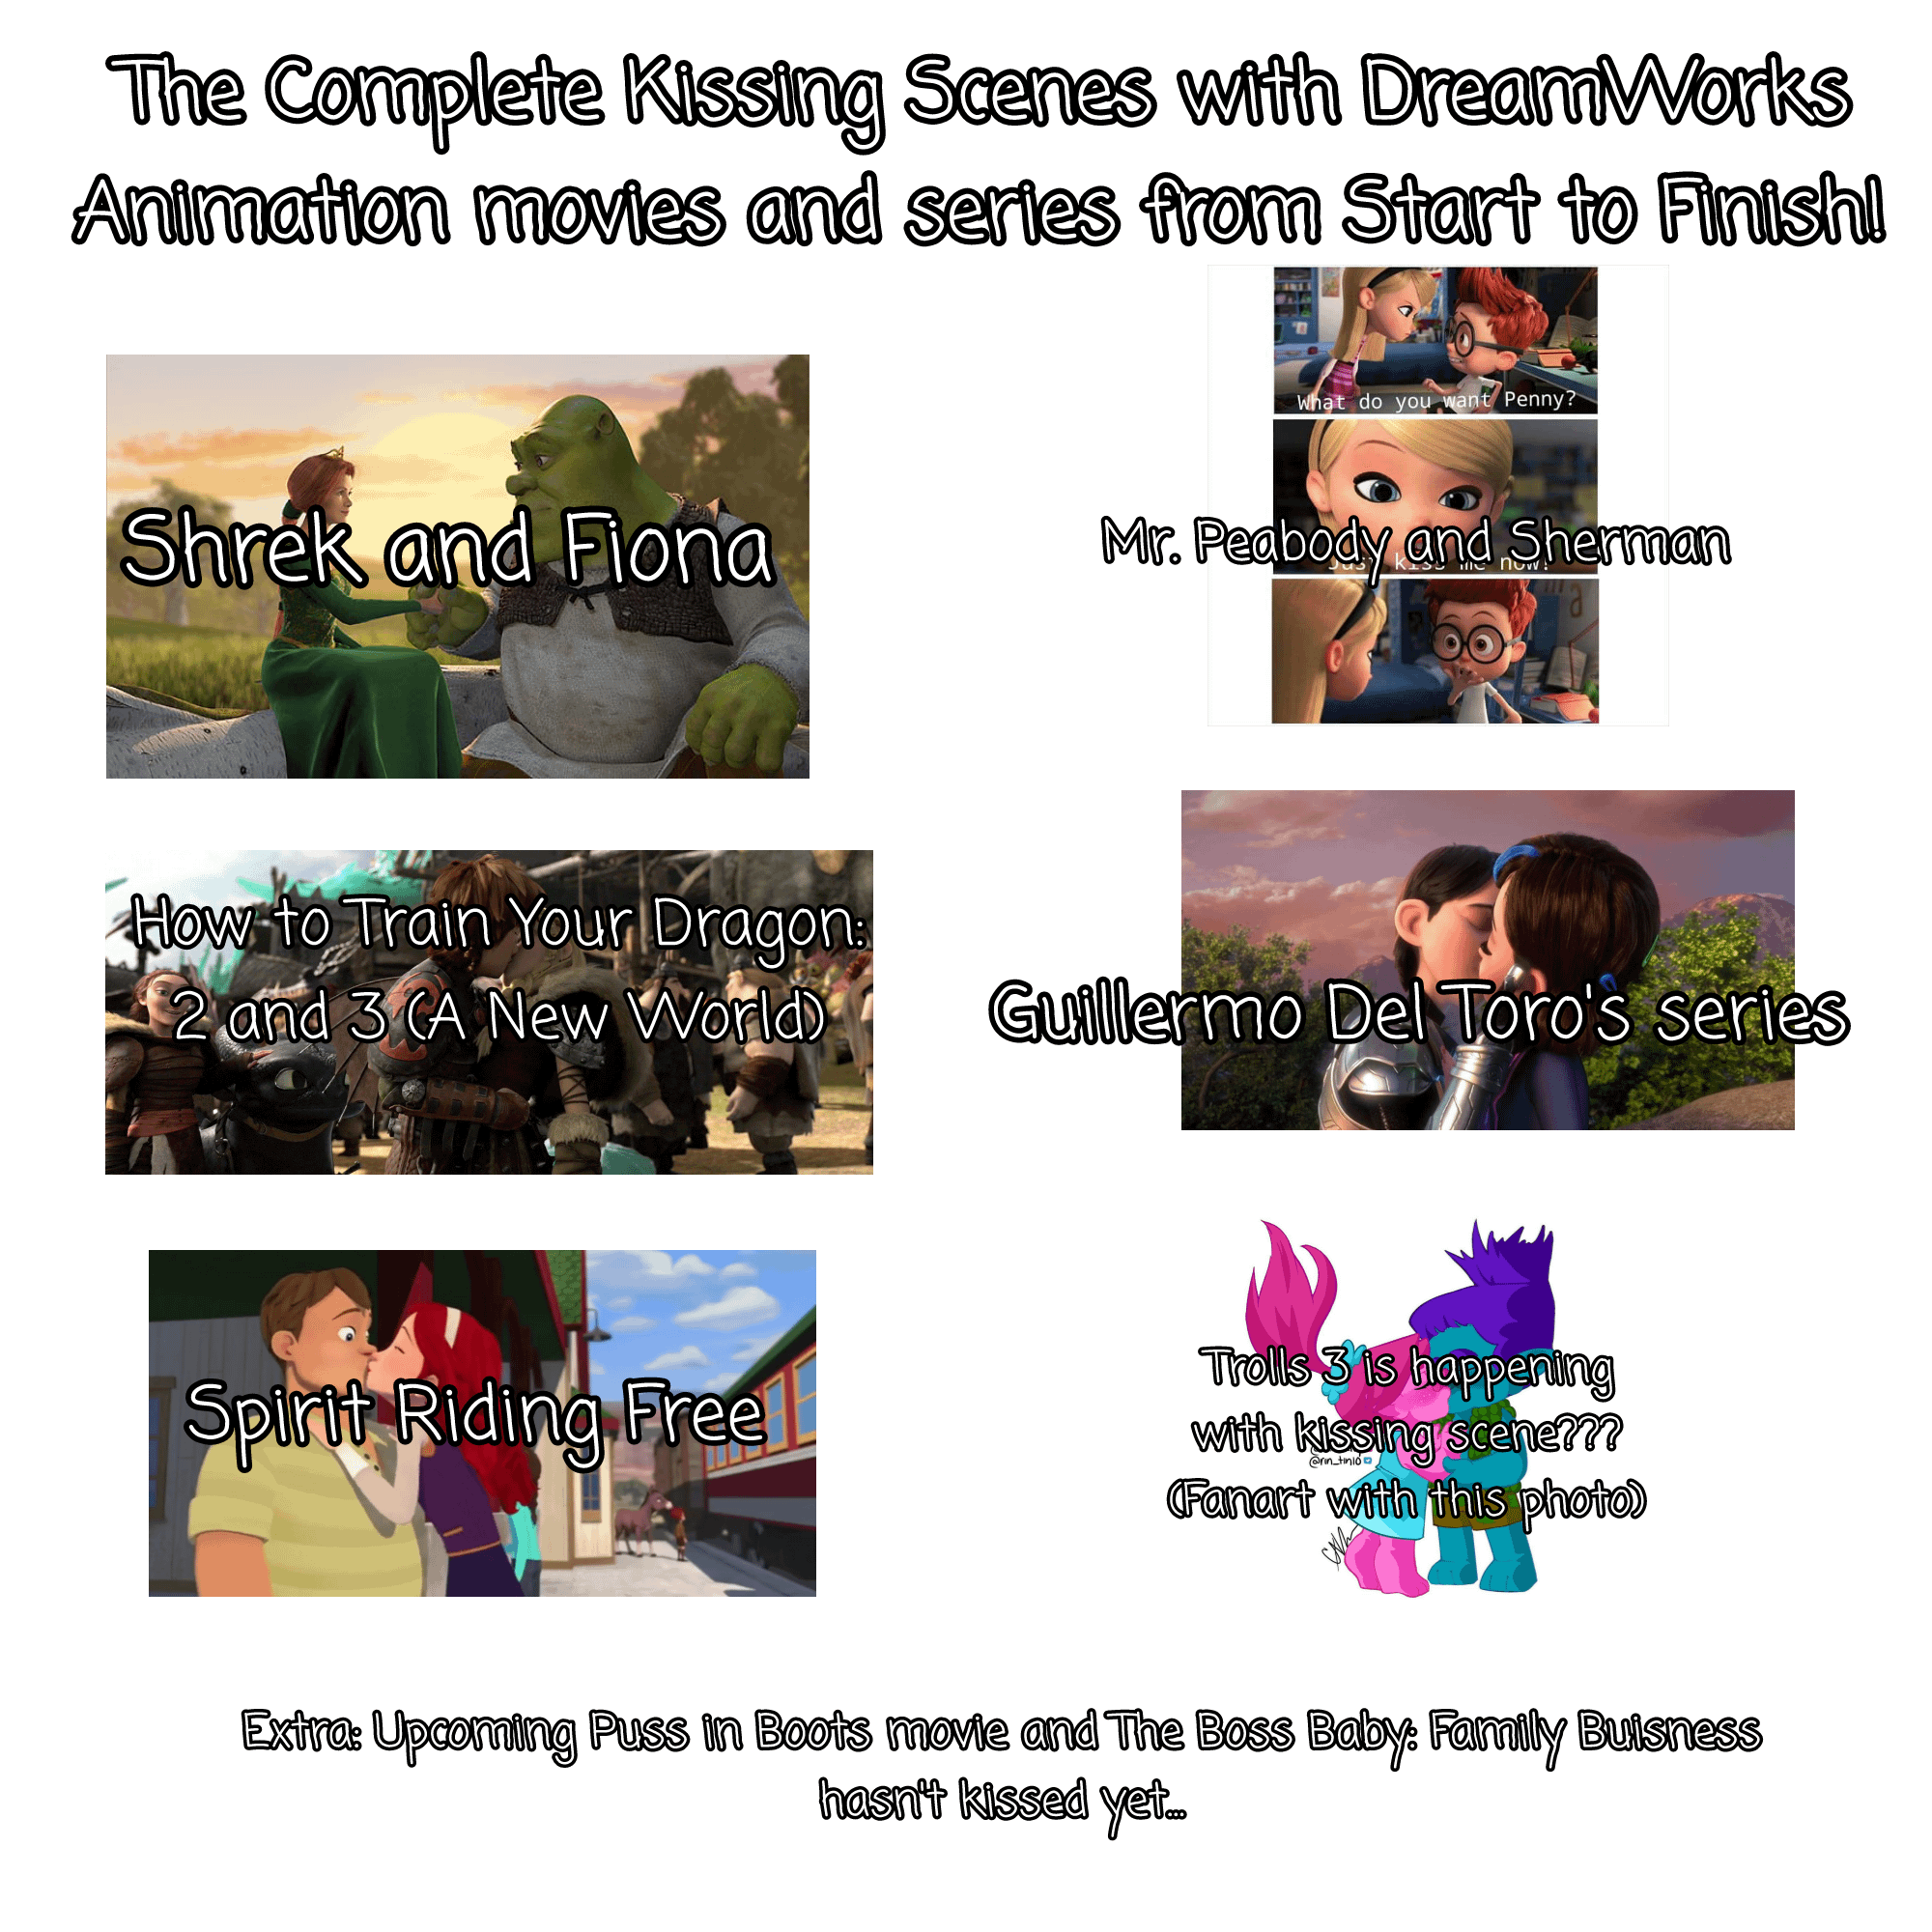 The Complete Kissing Scenes with DreamWorks
Animation movies and series from Start to Finish!
What do you want Penny?
Shrek and Fiona
Mr. Peabody and Sherman
kiss me now!
How to Train Your Dragon:
2 and 3 (A New World)
Guillermo Del Toro's series
Spirit Riding Free
Trolls 3 is happening
with kissing scene???
@rin_tinio
(Fanart with this photo)
Extra: Upcoming Puss in Boots movie and The Boss Baby: Family Buisness
hasn't kissed yet...